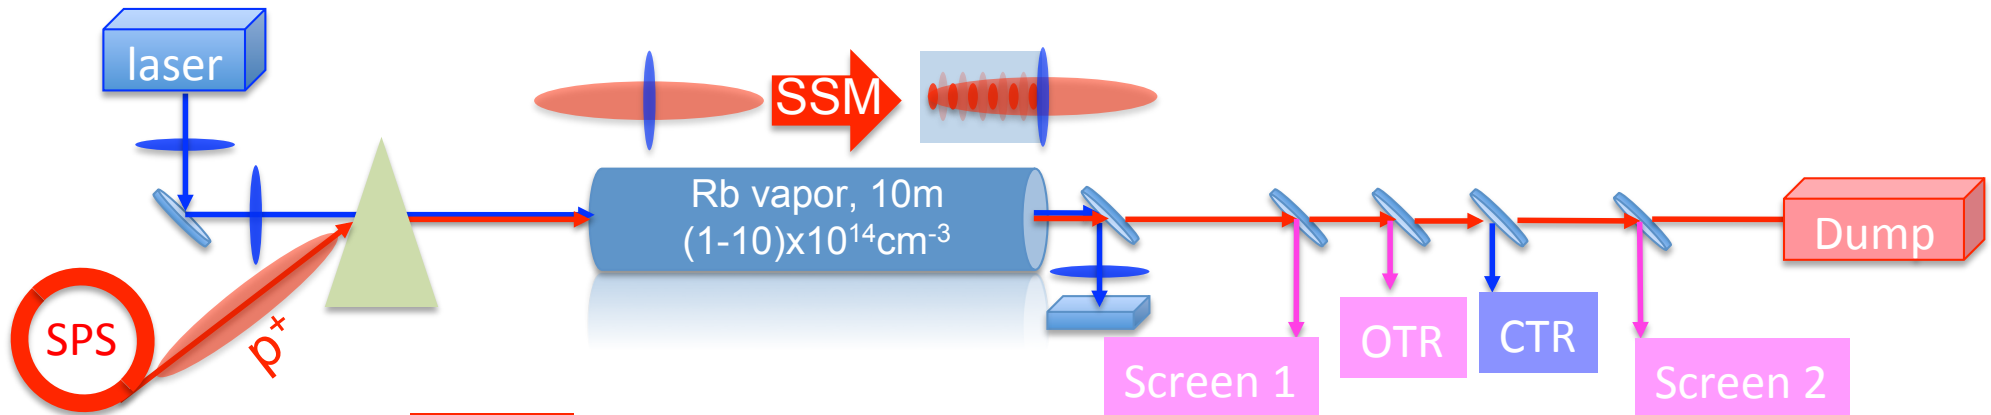 laser
SSM
Rb vapor, 10m
(1-10)x10¹⁴cm⁻³
SPS
p⁺
Dump
OTR
CTR
Screen 1
Screen 2